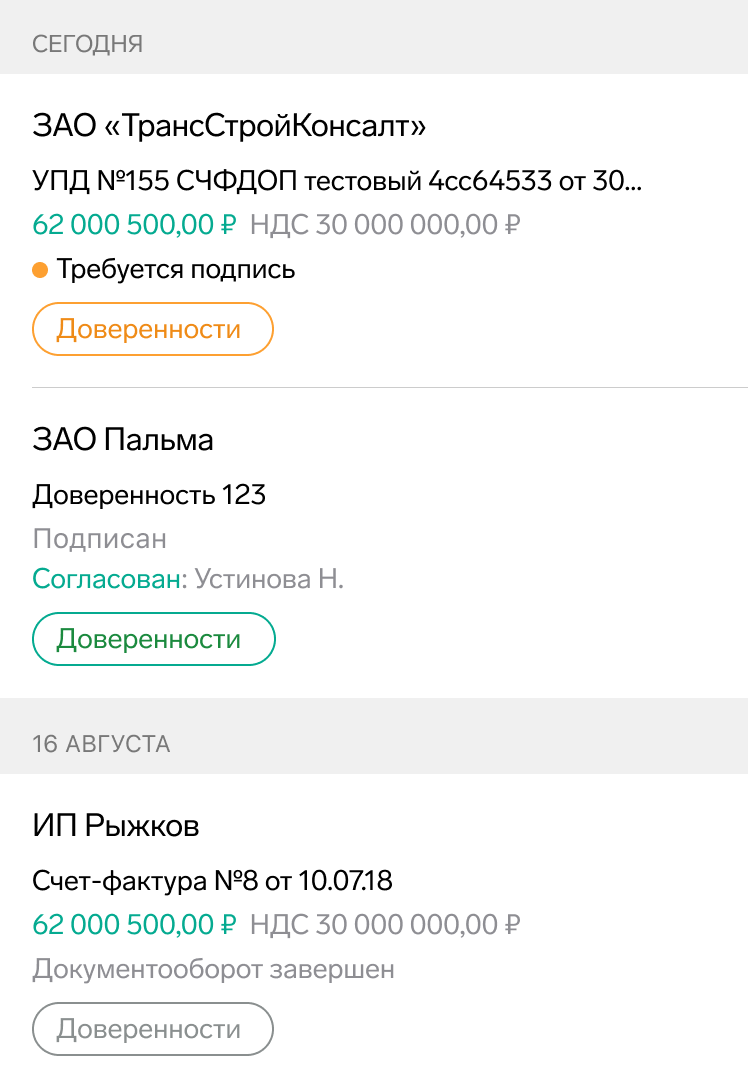 СЕГОДНЯ
ЗАО «ТрансСтройКонсалт»
УПД №155 СЧФДОП тестовый 4сс64533 от 30...
62 000 500,00 ₽ НДС 30 000 000,00 ₽
Требуется подпись
Доверенности
ЗАО Пальма
Доверенность 123
Подписан
Согласован: Устинова Н.
Доверенности
16 АВГУСТА
ИП Рыжков
Счет-фактура №8 от 10.07.18
62 000 500,00 ₽ НДС 30 000 000,00 ₽
Документооборот завершен
Доверенности